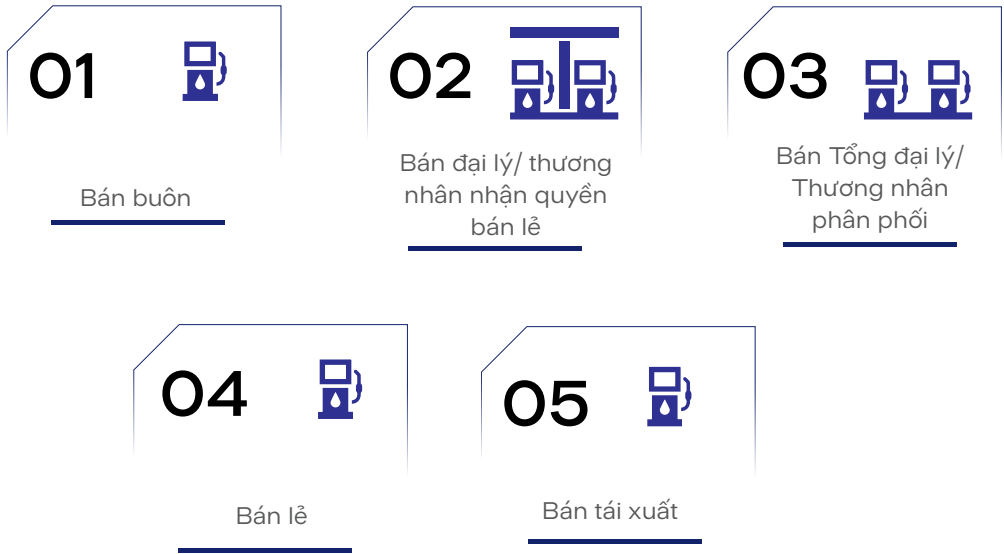 01
Bán buôn
02
Bán đại lý/ thương
nhân nhận quyền
bán lẻ
03
Bán Tổng đại lý/
Thương nhân
phân phối
04
Bán lẻ
05
Bán tái xuất